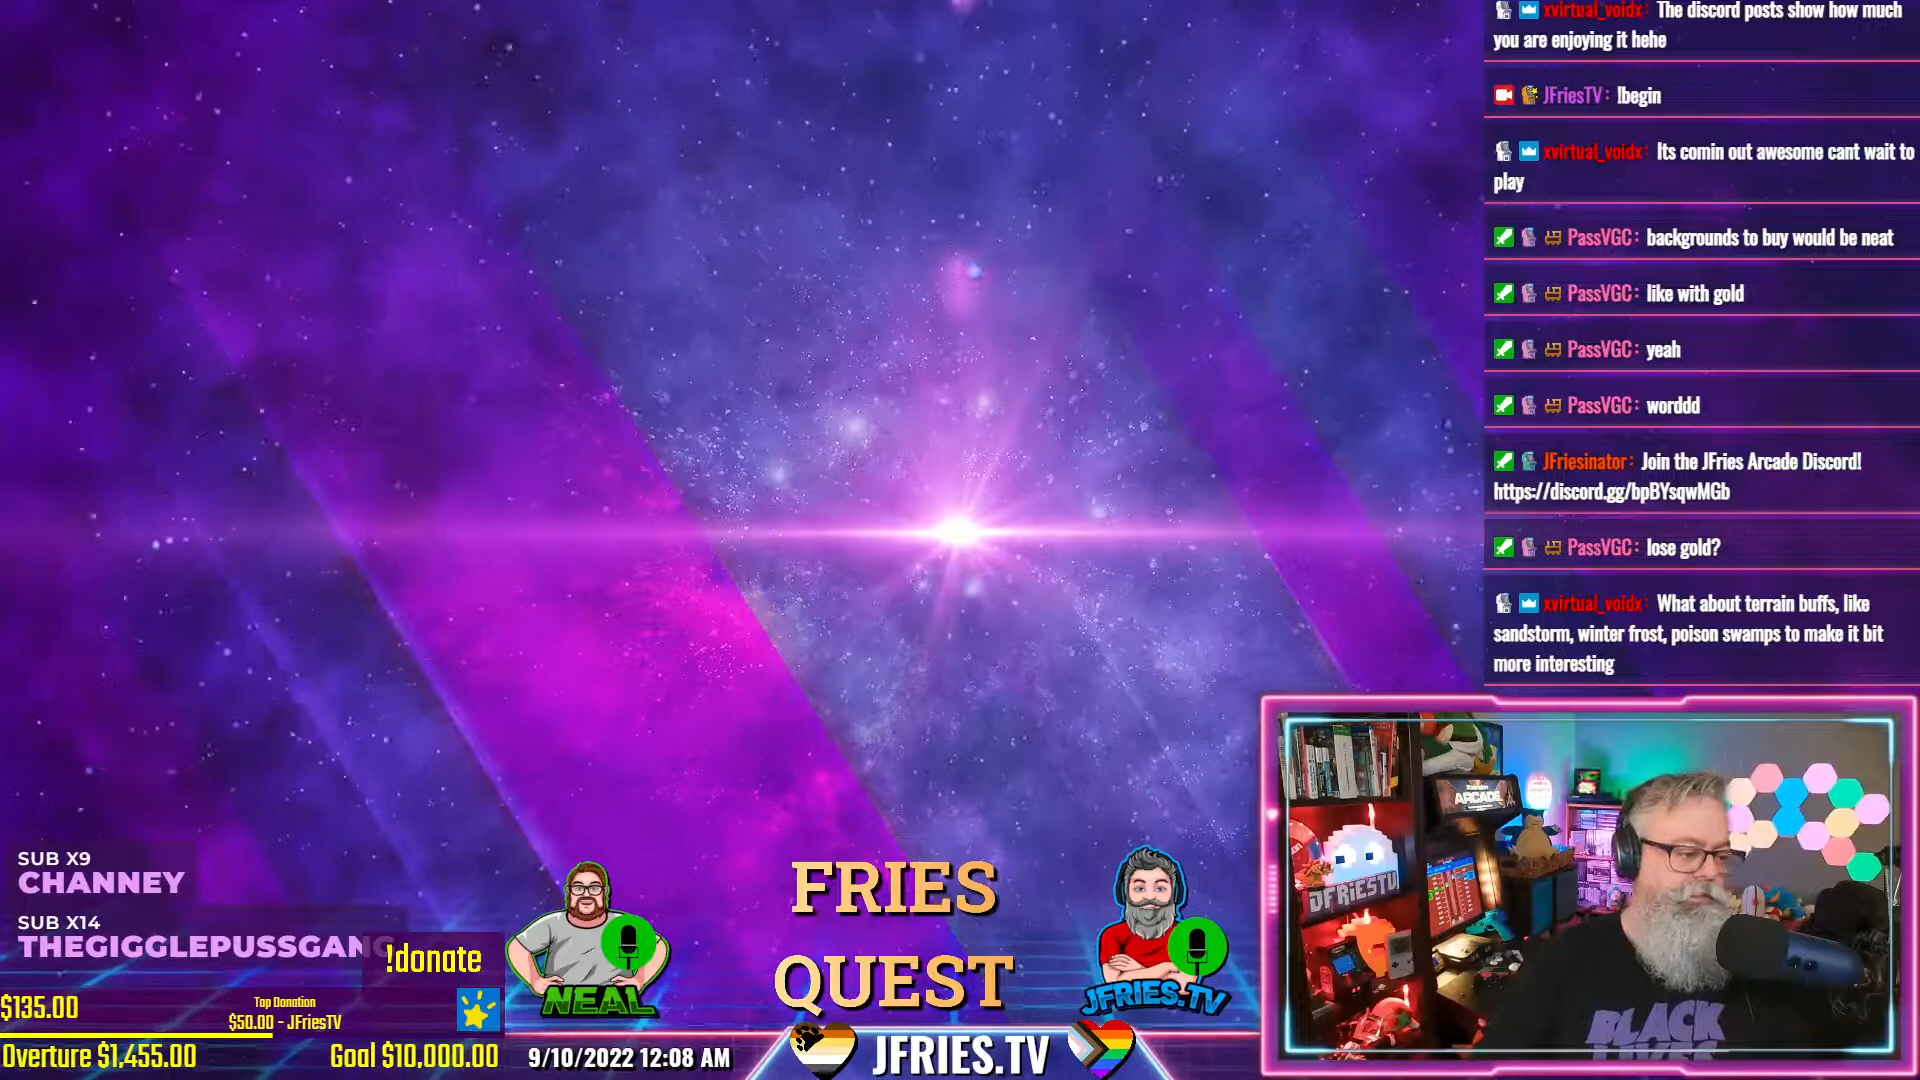 xvirtual_voidx: The discord posts show how much
you are enjoying it hehe
JFriesTV: !begin
xvirtual_voidx: Its comin out awesome cant wait to
play
PassVGC: backgrounds to buy would be neat
PassVGC: like with gold
PassVGC: yeah
PassVGC: worddd
JFriesinator: Join the JFries Arcade Discord!
https://discord.gg/bpBYsqwMGb
PassVGC: lose gold?
xvirtual_voidx: What about terrain buffs, like
sandstorm, winter frost, poison swamps to make it bit
more interesting
SUB X9
CHANNEY
SUB X14
THEGIGGLEPUSSGANG
!donate
$135.00
Top Donation
$50.00 - JFriesTV
Overture $1,455.00
Goal $10,000.00
9/10/2022 12:08 AM
NEAL
FRIES
QUEST
JFRIES.TV
JFRIES.TV
ARCADE
JFRIESTV
BLACK
LIVES